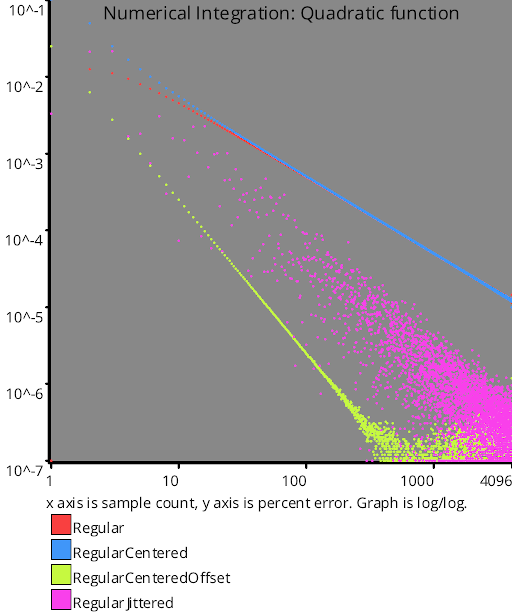 Numerical Integration: Quadratic function
10^-1
10^-2
10^-3
10^-4
10^-5
10^-6
10^-7
1 10 100 1000 4096
x axis is sample count, y axis is percent error. Graph is log/log.
Regular
RegularCentered
RegularCenteredOffset
RegularJittered